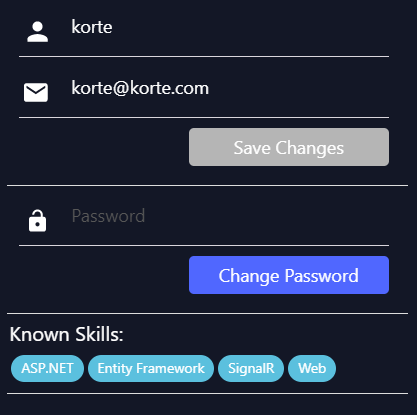 korte
korte@korte.com
Save Changes
Password
Change Password
Known Skills:
ASP.NET Entity Framework SignalR Web